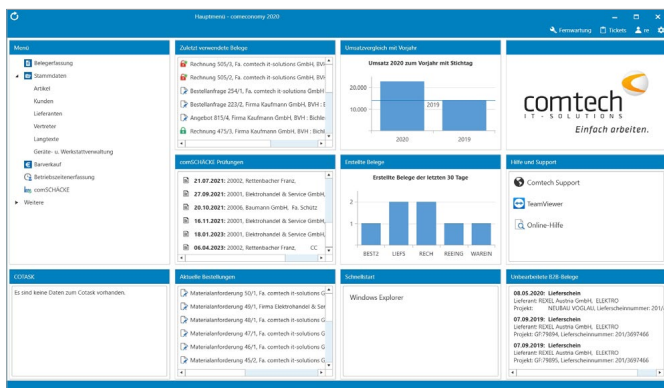 Hauptmenü - comeconomy 2020
Fernwartung Tickets re
Menü
Belegerfassung
Stammdaten
Artikel
Kunden
Lieferanten
Vertreter
Langtexte
Geräte- u. Werkstattverwaltung
Barverkauf
Betriebszeitenerfassung
comSCHÄCKE
Weitere
Zuletzt verwendete Belege
Rechnung 505/3, Fa. comtech it-solutions GmbH, BVH
Rechnung 505/2, Fa. comtech it-solutions GmbH, BVH
Bestellanfrage 254/1, Fa. comtech it-solutions GmbH
Bestellanfrage 223/2, Firma Kaufmann GmbH, BVH : B
Angebot 815/4, Firma Kaufmann GmbH, BVH : Bichle
Rechnung 475/3, Firma Kaufmann GmbH, BVH : Bichl
Umsatzvergleich mit Vorjahr
Umsatz 2020 zum Vorjahr mit Stichtag
20.000
10.000
2019
2020
2019
comtech
IT - SOLUTIONS
Einfach arbeiten.
comSCHÄCKE Prüfungen
21.07.2021: 20002, Rettenbacher Franz,
27.09.2021: 20001, Elektrohandel & Service GmbH,
20.10.2021: 20006, Baumann GmbH, Fa. Schütz
16.11.2021: 20001, Elektrohandel & Service GmbH,
18.01.2023: 20001, Elektrohandel & Service GmbH,
06.04.2023: 20002, Rettenbacher Franz, CC
Erstellte Belege
Erstellte Belege der letzten 30 Tage
2
1
BEST2 LIEFS RECH REEING WAREIN
Hilfe und Support
Comtech Support
TeamViewer
Online-Hilfe
COTASK
Es sind keine Daten zum Cotask vorhanden.
Aktuelle Bestellungen
Materialanforderung 50/1, Fa. comtech it-solutions G
Materialanforderung 49/1, Firma Elektrohandel & Ser
Materialanforderung 48/1, Fa. comtech it-solutions G
Materialanforderung 47/1, Fa. comtech it-solutions G
Materialanforderung 46/1, Fa. comtech it-solutions G
Materialanforderung 45/2, Fa. comtech it-solutions G
Schnellstart
Windows Explorer
Unbearbeitete B2B-Belege
08.05.2020: Lieferschein
Lieferant: REXEL Austria GmbH, ELEKTRO
Projekt: NEUBAU VOGLAU, Lieferscheinnummer: 201/
07.09.2019: Lieferschein
Lieferant: REXEL Austria GmbH, ELEKTRO
Projekt: GF:79894, Lieferscheinnummer: 201/3697466
07.09.2019: Lieferschein
Lieferant: REXEL Austria GmbH, ELEKTRO
Projekt: GF:79895, Lieferscheinnummer: 201/3697466